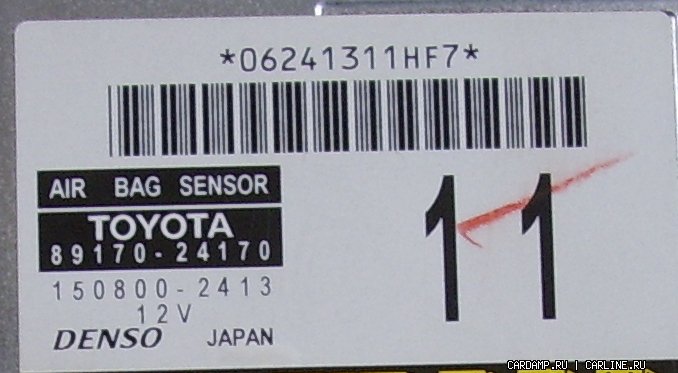 *06241311HF7*
AIR BAG SENSOR
TOYOTA
89170-24170
150800-2413
12V
DENSO JAPAN
11
CARDAMP.RU | CARLINE.RU